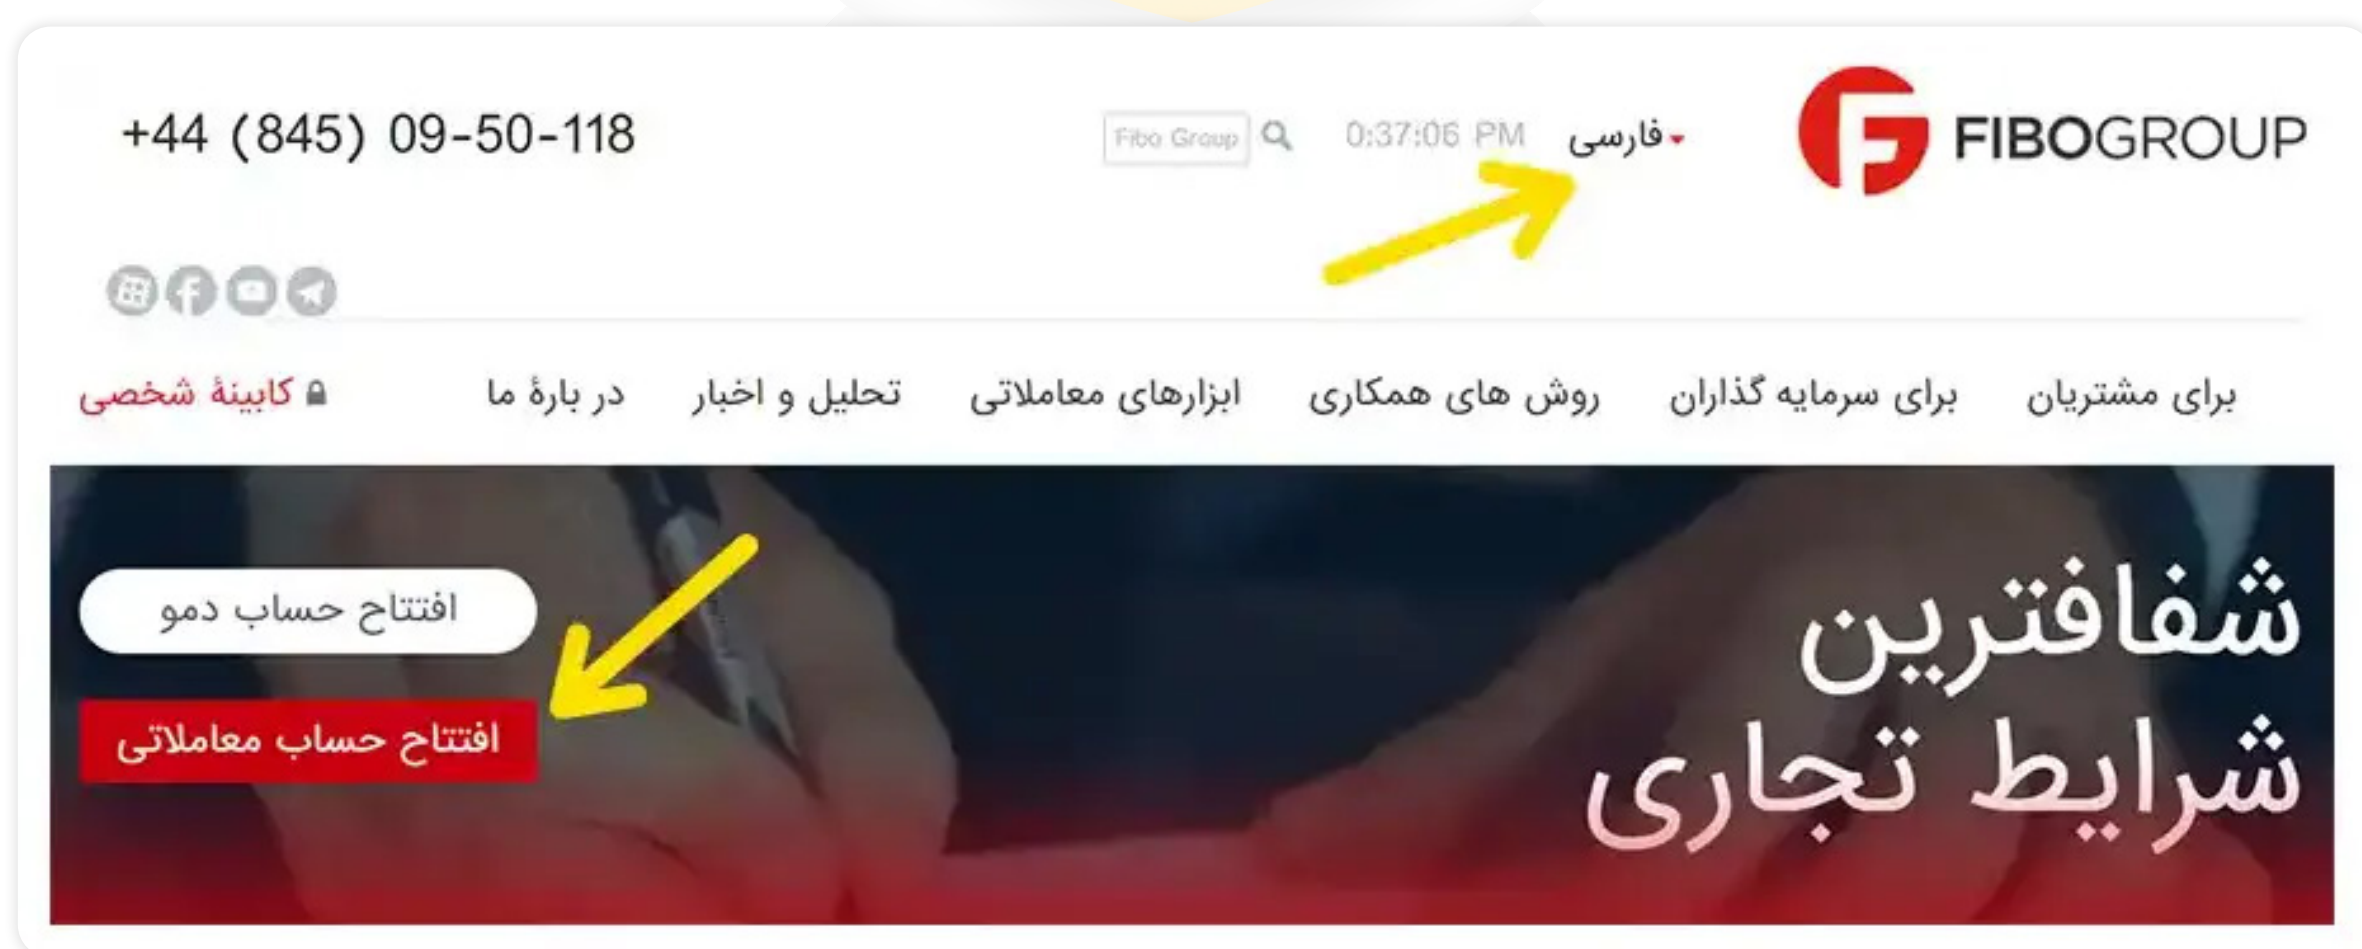 FIBOGROUP
فارسی
0:37:06 PM
Fibo Group
+44 (845) 09-50-118
برای مشتریان
برای سرمایه گذاران
روش های همکاری
ابزارهای معاملاتی
تحلیل و اخبار
در بارهٔ ما
کابینهٔ شخصی
شفافترین
شرایط تجاری
افتتاح حساب دمو
افتتاح حساب معاملاتی